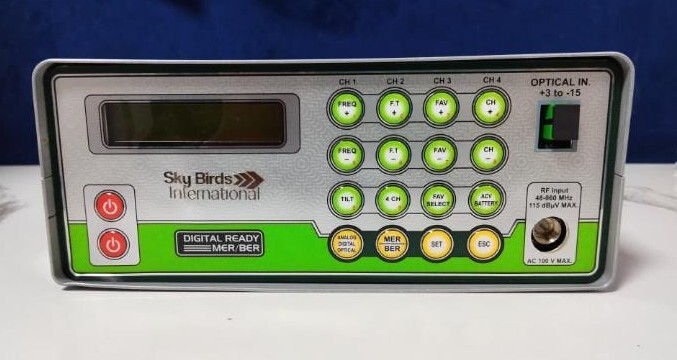 CH 1 CH 2 CH 3 CH 4
OPTICAL IN.
+3 to -15
FREQ
+
F.T
+
FAV
+
CH
+
FREQ
-
F.T
-
FAV
-
CH
-
Sky Birds
International
TILT
4 CH
FAV
SELECT
ACV
BATTERY
RF Input
48-860 MHz
115 dBμV MAX.
DIGITAL READY
MER/BER
ANALOG
DIGITAL
OPTICAL
MER
BER
SET
ESC
AC 100 V MAX.